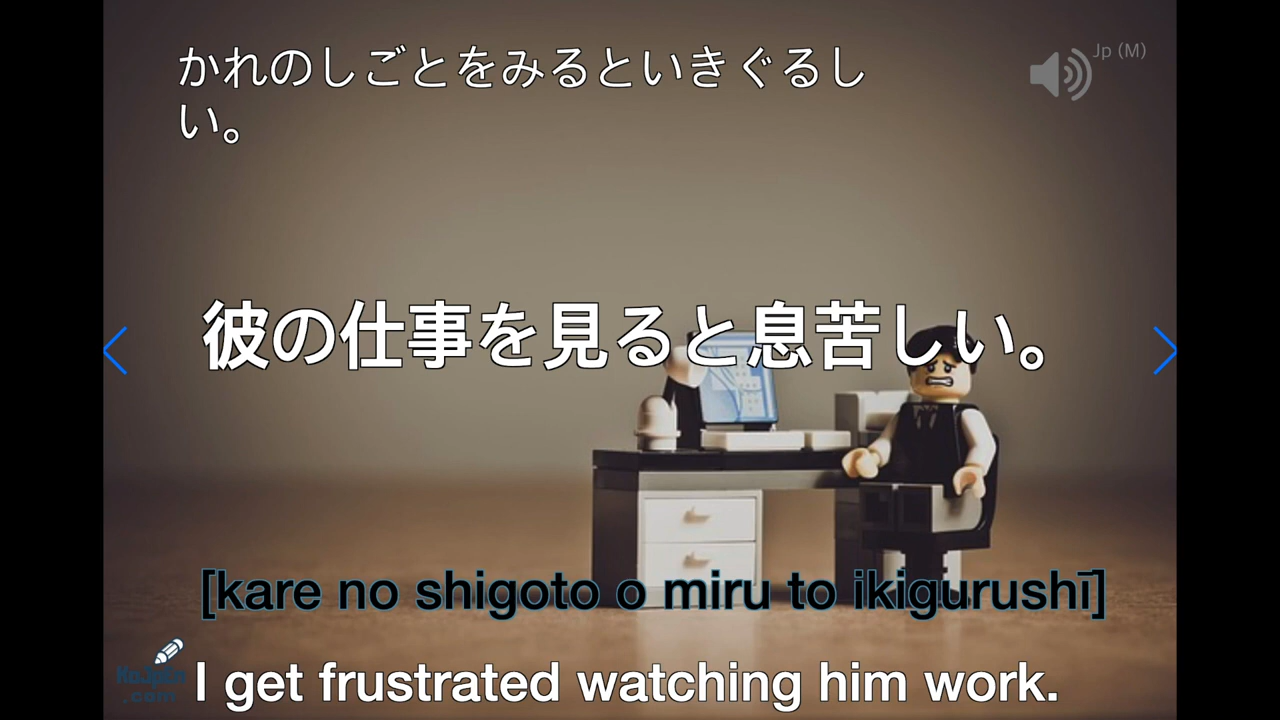 かれのしごとをみるといきぐるし
い。
Jp (M)
彼の仕事を見ると息苦しい。
[kare no shigoto o miru to ikigurushī]
KoJpEn
.com
I get frustrated watching him work.